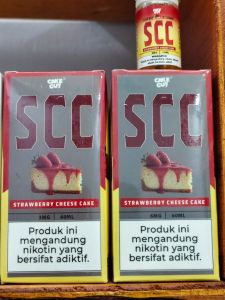 SCC
CAKE
CUT
SCC
STRAWBERRY CHEESE CAKE
3MG 60ML
Produk ini
mengandung
nikotin yang
bersifat adiktif.
CAKE
CUT
SCC
STRAWBERRY CHEESE CAKE
6MG 60ML
Produk ini
mengandung
nikotin yang
bersifat adiktif.